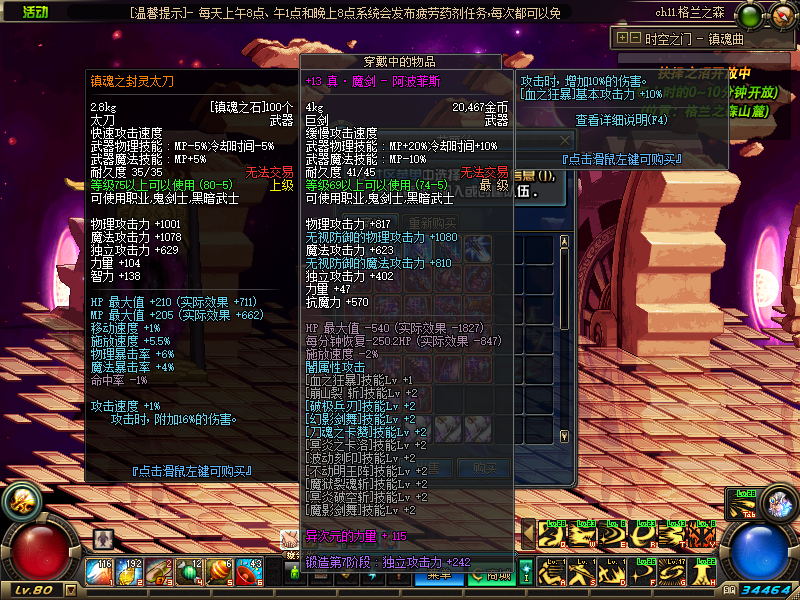 活动
[温馨提示]- 每天上午8点、午1点和晚上8点系统会发布疲劳药剂任务,每次都可以免
ch11.格兰之森
时空之门 - 镇魂曲
镇魂之封灵太刀
2.8kg
[镇魂之石]100个
太刀
武器
快速攻击速度
武器物理技能 : MP-5%冷却时间-5%
武器魔法技能 : MP+5%
耐久度 35/35
无法交易
等级75以上可以使用 (80-5)
上级
可使用职业,鬼剑士,黑暗武士
物理攻击力 +1001
魔法攻击力 +1078
独立攻击力 +629
力量 +104
智力 +138
HP 最大值 +210 (实际效果 +711)
MP 最大值 +205 (实际效果 +662)
移动速度 +1%
施放速度 +5.5%
物理暴击率 +6%
魔法暴击率 +4%
命中率 -1%
攻击速度 +1%
攻击时, 附加16%的伤害。
『点击滑鼠左键可购买』
穿戴中的物品
+13 真 · 魔剑 - 阿波菲斯
4kg
20,467金币
巨剑
武器
缓慢攻击速度
武器物理技能 : MP+20%冷却时间+10%
武器魔法技能 : MP-10%
耐久度 41/45
无法交易
等级69以上可以使用 (74-5)
最 级
可使用职业,鬼剑士,黑暗武士
物理攻击力 +817
无视防御的物理攻击力 +1080
魔法攻击力 +623
无视防御的魔法攻击力 +810
独立攻击力 +402
力量 +47
抗魔力 +570
HP 最大值 -540 (实际效果 -1827)
每分钟恢复-250.2HP (实际效果 -847)
施放速度 -2%
闇属性攻击
[血之狂暴]技能Lv +1
[崩山裂 斩]技能Lv +2
[破极兵刃]技能Lv +2
[幻影剑舞]技能Lv +2
[刀魂之卡赞]技能Lv +2
[冥炎之卡洛]技能Lv +2
[波动刻印]技能Lv +2
[不动明王阵]技能Lv +2
[魔狱裂魂斩]技能Lv +2
[冥炎破空斩]技能Lv +2
[魔影剑舞]技能Lv +2
异次元的力量 + 115
锻造第7阶段 : 独立攻击力 +242
攻击时, 增加10%的伤害。
[血之狂暴]基本攻击力 +10%
查看详细说明(F4)
『点击滑鼠左键可购买』
重新购买
购买
商城
Lv.80
116
192
2
12
6
43
SP
34464